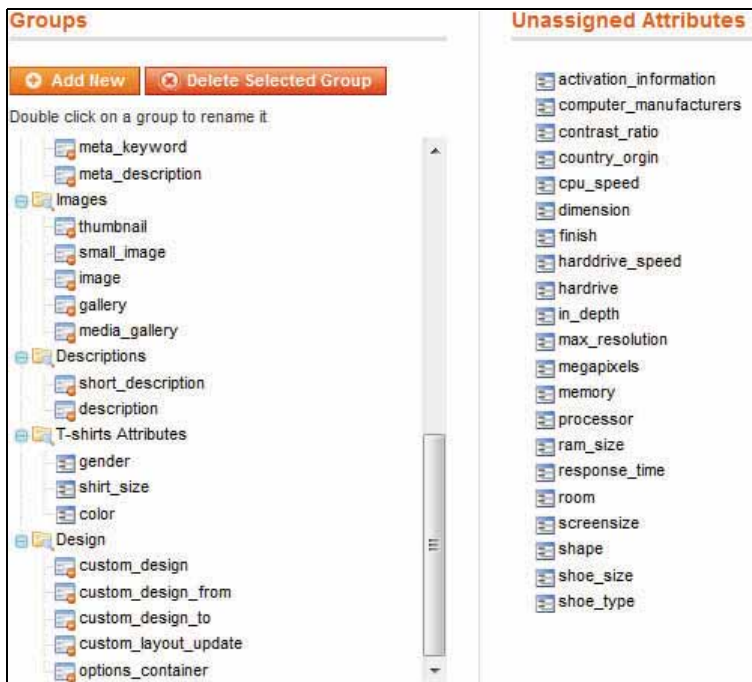 Groups
Add New
Delete Selected Group
Double click on a group to rename it
meta_keyword
meta_description
Images
thumbnail
small_image
image
gallery
media_gallery
Descriptions
short_description
description
T-shirts Attributes
gender
shirt_size
color
Design
custom_design
custom_design_from
custom_design_to
custom_layout_update
options_container
Unassigned Attributes
activation_information
computer_manufacturers
contrast_ratio
country_orgin
cpu_speed
dimension
finish
harddrive_speed
hardrive
in_depth
max_resolution
megapixels
memory
processor
ram_size
response_time
room
screensize
shape
shoe_size
shoe_type